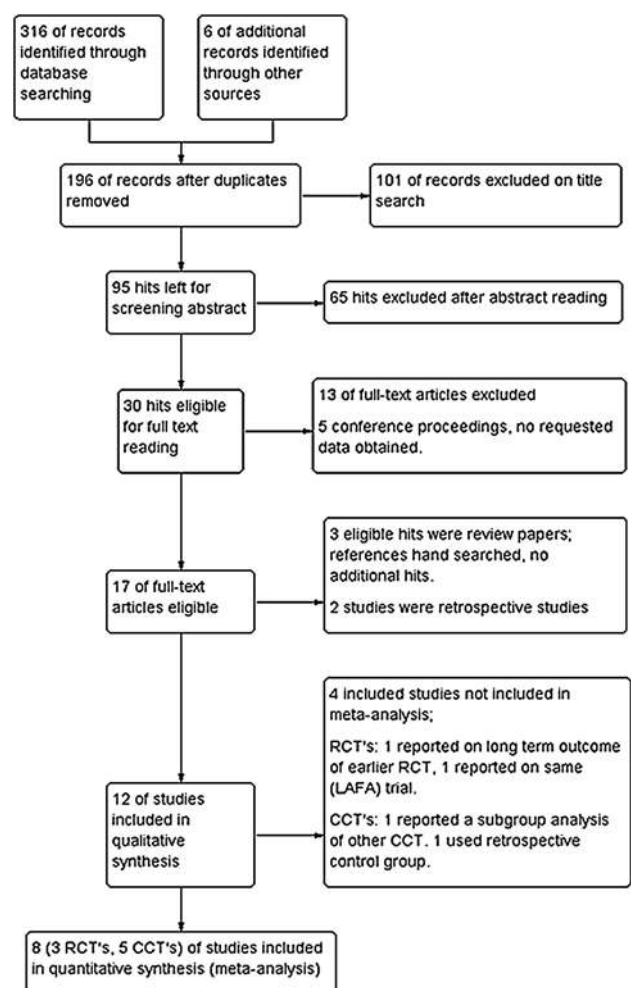 316 of records
identified through
database
searching
6 of additional
records identified
through other
sources
196 of records after duplicates
removed
101 of records excluded on title
search
95 hits left for
screening abstract
65 hits excluded after abstract reading
30 hits eligible
for full text
reading
13 of full-text articles excluded
5 conference proceedings, no requested
data obtained.
17 of full-text
articles eligible
3 eligible hits were review papers;
references hand searched, no
additional hits.
2 studies were retrospective studies
12 of studies
included in
qualitative
synthesis
4 included studies not included in
meta-analysis;
RCT's: 1 reported on long term outcome
of earlier RCT, 1 reported on same
(LAFA) trial.
CCT's: 1 reported a subgroup analysis
of other CCT. 1 used retrospective
control group.
8 (3 RCT's, 5 CCT's) of studies included
in quantitative synthesis (meta-analysis)